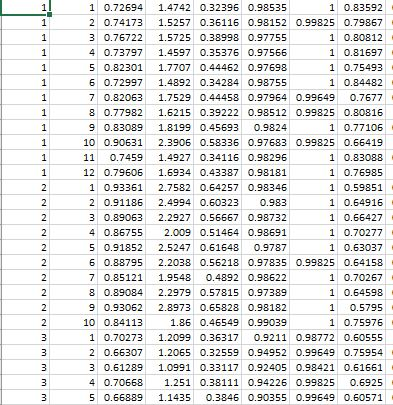 1 1 0.72694 1.4742 0.32396 0.98535 1 0.83592
1 2 0.74173 1.5257 0.36116 0.98152 0.99825 0.79867
1 3 0.76722 1.5725 0.38998 0.97755 1 0.80812
1 4 0.73797 1.4597 0.35376 0.97566 1 0.81697
1 5 0.82301 1.7707 0.44462 0.97698 1 0.75493
1 6 0.72997 1.4892 0.34284 0.98755 1 0.84482
1 7 0.82063 1.7529 0.44458 0.97964 0.99649 0.7677
1 8 0.77982 1.6215 0.39222 0.98512 0.99825 0.80816
1 9 0.83089 1.8199 0.45693 0.9824 1 0.77106
1 10 0.90631 2.3906 0.58336 0.97683 0.99825 0.66419
1 11 0.7459 1.4927 0.34116 0.98296 1 0.83088
1 12 0.79606 1.6934 0.43387 0.98181 1 0.76985
2 1 0.93361 2.7582 0.64257 0.98346 1 0.59851
2 2 0.91186 2.4994 0.60323 0.983 1 0.64916
2 3 0.89063 2.2927 0.56667 0.98732 1 0.66427
2 4 0.86755 2.009 0.51464 0.98691 1 0.70277
2 5 0.91852 2.5247 0.61648 0.9787 1 0.63037
2 6 0.88795 2.2038 0.56218 0.97835 0.99825 0.64158
2 7 0.85121 1.9548 0.4892 0.98622 1 0.70267
2 8 0.89084 2.2979 0.57815 0.97389 1 0.64598
2 9 0.93062 2.8973 0.65828 0.98182 1 0.5795
2 10 0.84113 1.86 0.46549 0.99039 1 0.75976
3 1 0.70273 1.2099 0.36317 0.9211 0.98772 0.60555
3 2 0.66307 1.2065 0.32559 0.94952 0.99649 0.75954
3 3 0.61289 1.0991 0.33117 0.92405 0.98421 0.61661
3 4 0.70668 1.251 0.38111 0.94226 0.99825 0.6925
3 5 0.66889 1.1435 0.3846 0.90355 0.99649 0.60571